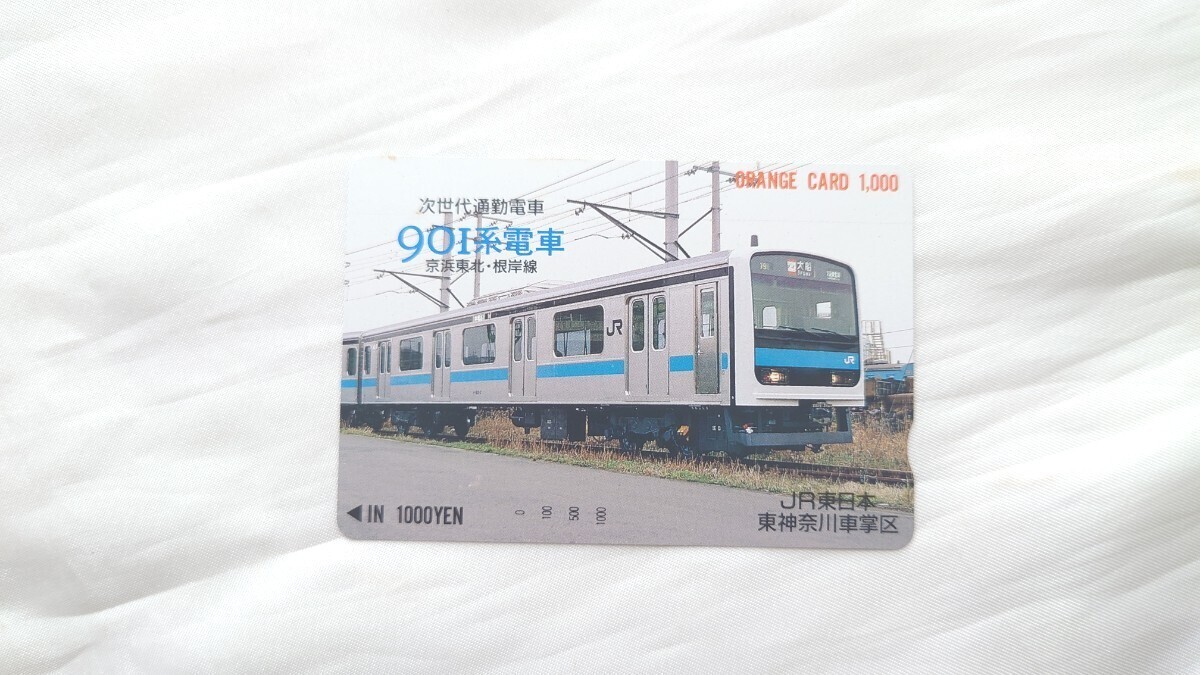 ORANGE CARD 1,000
次世代通勤電車
901系電車
京浜東北・根岸線
大船
JR
JR
◀IN 1000YEN
0 100 500 1000
JR東日本
東神奈川車掌区